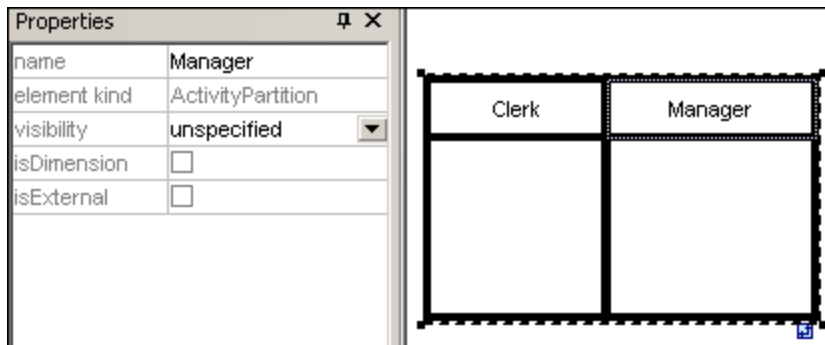 Properties
name Manager
element kind ActivityPartition
visibility unspecified
isDimension
isExternal
Clerk Manager